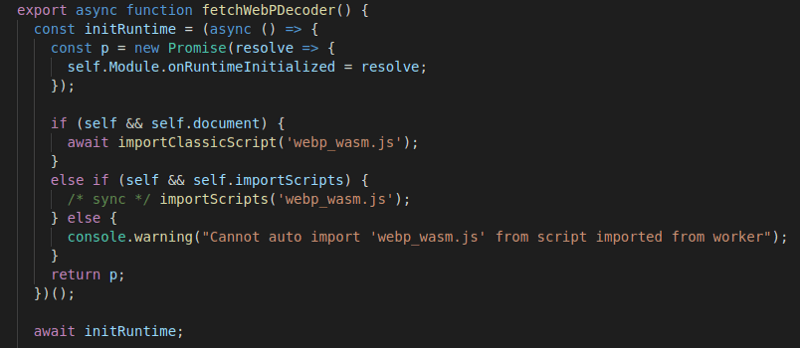 export async function fetchWebPDecoder() {
  const initRuntime = (async () => {
    const p = new Promise(resolve => {
      self.Module.onRuntimeInitialized = resolve;
    });

    if (self && self.document) {
      await importClassicScript('webp_wasm.js');
    }
    else if (self && self.importScripts) {
      /* sync */ importScripts('webp_wasm.js');
    } else {
      console.warning("Cannot auto import 'webp_wasm.js' from script imported from worker");
    }
    return p;
  })();

  await initRuntime;